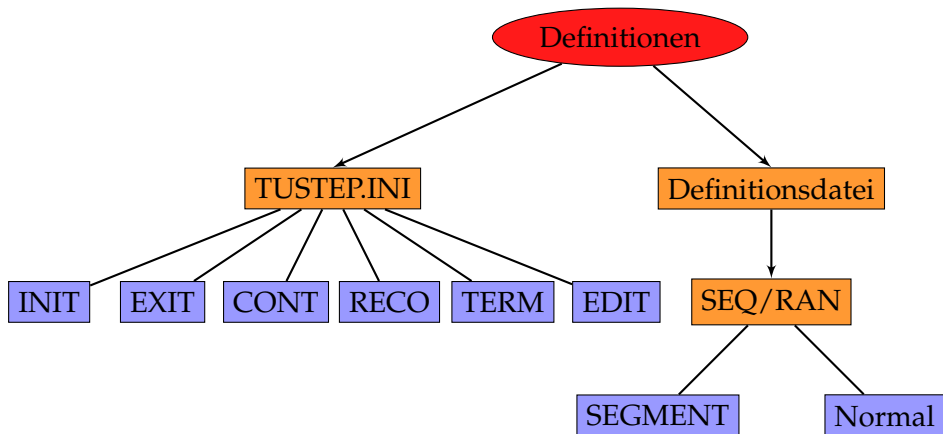 Definitionen
TUSTEP.INI
Definitionsdatei
INIT
EXIT
CONT
RECO
TERM
EDIT
SEQ/RAN
SEGMENT
Normal